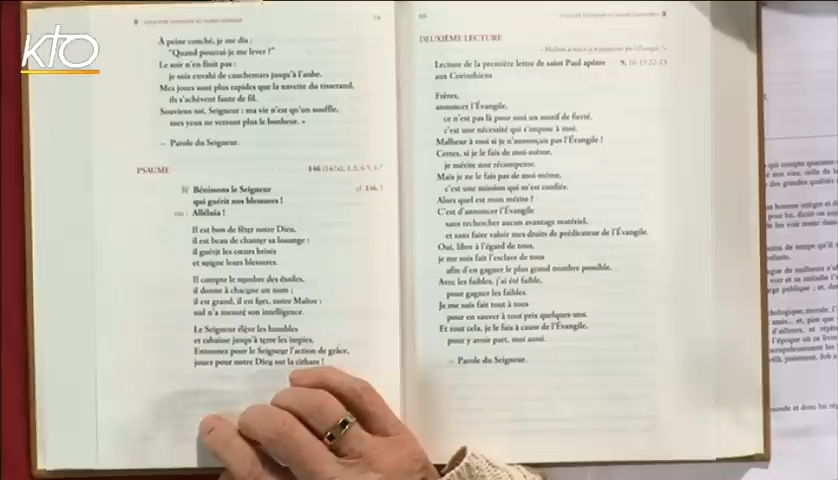 KTO
À peine couché, je me dis :
"Quand pourrai-je me lever ?"
Le soir n'en finit pas :
je suis envahi de cauchemars jusqu'à l'aube.
Mes jours sont plus rapides que la navette du tisserand,
ils s'achèvent faute de fil.
Souviens-toi, Seigneur : ma vie n'est qu'un souffle,
mes yeux ne verront plus le bonheur. »
– Parole du Seigneur.
PSAUME 146 (147a), 1.3, 4-5, 6-7
R/ Bénissons le Seigneur cf. 146, 3
qui guérit nos blessures !
ou : Alléluia !
Il est bon de fêter notre Dieu,
il est beau de chanter sa louange :
il guérit les cœurs brisés
et soigne leurs blessures.
Il compte le nombre des étoiles,
il donne à chacune un nom ;
il est grand, il est fort, notre Maître :
nul n'a mesuré son intelligence.
Le Seigneur élève les humbles
et rabaisse jusqu'à terre les impies.
Entonnez pour le Seigneur l'action de grâce,
jouez pour notre Dieu sur la cithare !
DEUXIÈME LECTURE
« Malheur à moi si je n'annonçais pas l'Évangile ! »
Lecture de la première lettre de saint Paul apôtre 9, 16-19.22-23
aux Corinthiens
Frères,
annoncer l'Évangile,
ce n'est pas là pour moi un motif de fierté,
c'est une nécessité qui s'impose à moi.
Malheur à moi si je n'annonçais pas l'Évangile !
Certes, si je le fais de moi-même,
je mérite une récompense.
Mais je ne le fais pas de moi-même,
c'est une mission qui m'est confiée.
Alors quel est mon mérite ?
C'est d'annoncer l'Évangile
sans rechercher aucun avantage matériel,
et sans faire valoir mes droits de prédicateur de l'Évangile.
Oui, libre à l'égard de tous,
je me suis fait l'esclave de tous
afin d'en gagner le plus grand nombre possible.
Avec les faibles, j'ai été faible,
pour gagner les faibles.
Je me suis fait tout à tous
pour en sauver à tout prix quelques-uns.
Et tout cela, je le fais à cause de l'Évangile,
pour y avoir part, moi aussi.
– Parole du Seigneur.